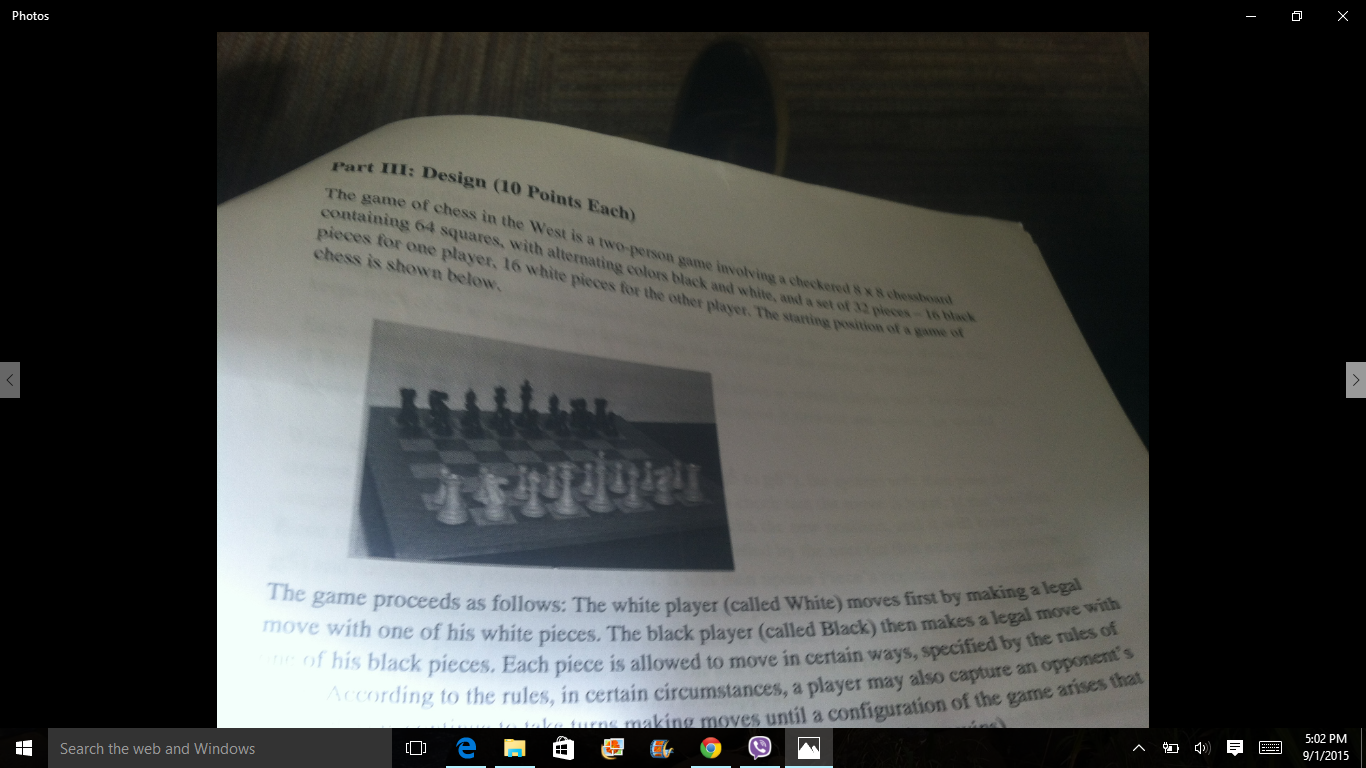 Photos
Part III: Design (10 Points Each)
The game of chess in the West is a two-person game involving a checkered 8 x 8 chessboard
containing 64 squares, with alternating colors black and white, and a set of 32 pieces – 16 black
pieces for one player, 16 white pieces for the other player. The starting position of a game of
chess is shown below.
The game proceeds as follows: The white player (called White) moves first by making a legal
move with one of his white pieces. The black player (called Black) then makes a legal move with
of his black pieces. Each piece is allowed to move in certain ways, specified by the rules of
According to the rules, in certain circumstances, a player may also capture an opponent's
to take turns making moves until a configuration of the game arises that
Search the web and Windows
5:02 PM
9/1/2015